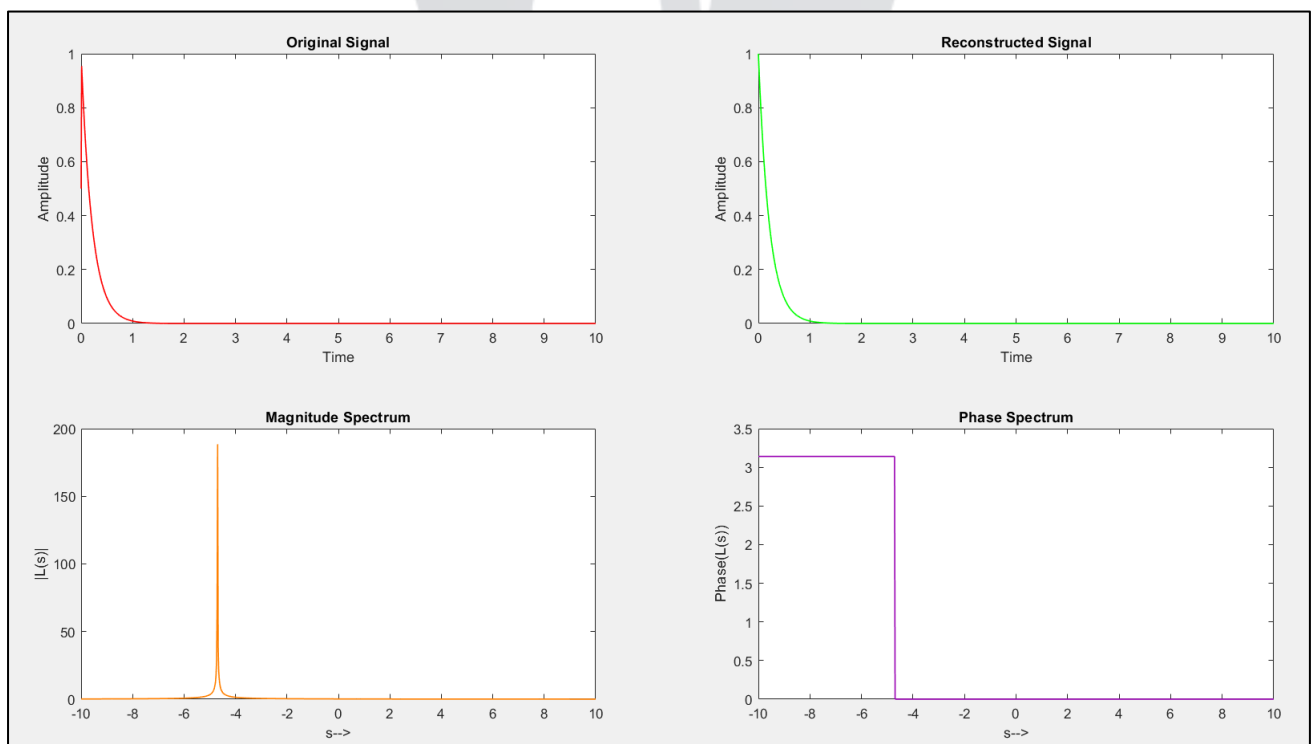 Original Signal
1
0.8
0.6
0.4
0.2
0
Amplitude
0 1 2 3 4 5 6 7 8 9 10
Time
Reconstructed Signal
1
0.8
0.6
0.4
0.2
0
Amplitude
0 1 2 3 4 5 6 7 8 9 10
Time
Magnitude Spectrum
200
150
100
50
0
|L(s)|
-10 -8 -6 -4 -2 0 2 4 6 8 10
s-->
Phase Spectrum
3.5
3
2.5
2
1.5
1
0.5
0
Phase(L(s))
-10 -8 -6 -4 -2 0 2 4 6 8 10
s-->